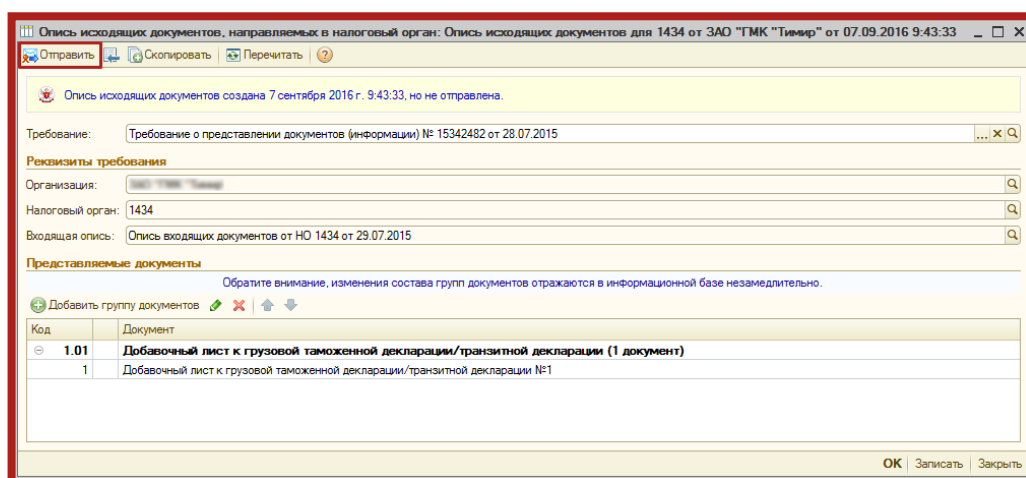 Опись исходящих документов, направляемых в налоговый орган: Опись исходящих документов для 1434 от ЗАО "ГМК "Тимир" от 07.09.2016 9:43:33
Отправить Скопировать Перечитать
Опись исходящих документов создана 7 сентября 2016 г. 9:43:33, но не отправлена.
Требование: Требование о представлении документов (информации) № 15342482 от 28.07.2015 ...
Реквизиты требования
Организация:
Налоговый орган: 1434
Входящая опись: Опись входящих документов от НО 1434 от 29.07.2015
Представляемые документы
Обратите внимание, изменения состава групп документов отражаются в информационной базе незамедлительно.
Добавить группу документов
Код Документ
1.01 Добавочный лист к грузовой таможенной декларации/транзитной декларации (1 документ)
1 Добавочный лист к грузовой таможенной декларации/транзитной декларации №1
OK Записать Закрыть